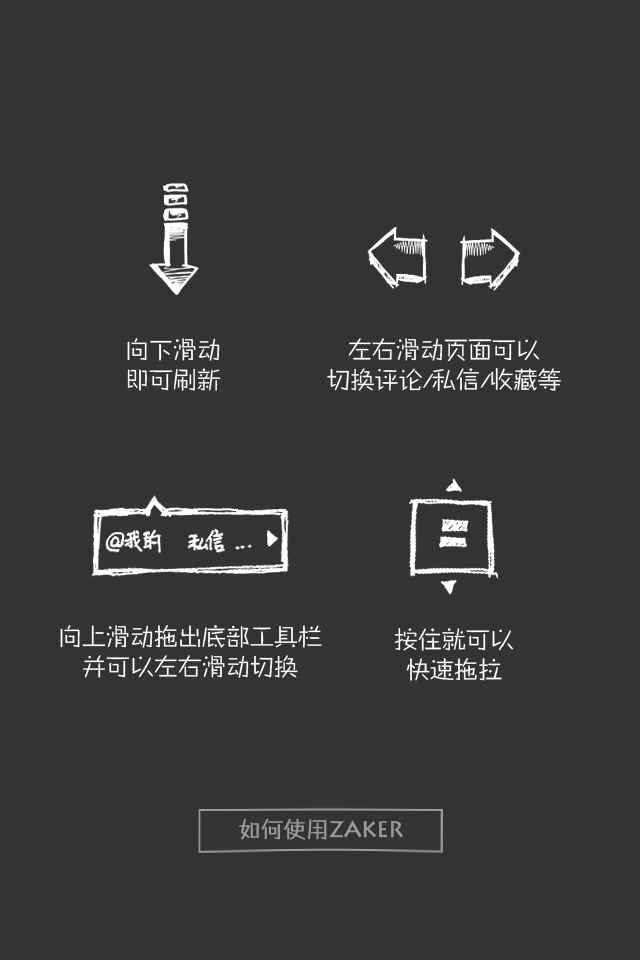 向下滑动
即可刷新
左右滑动页面可以
切换评论/私信/收藏等
@我的 私信 ...
向上滑动拖出底部工具栏
并可以左右滑动切换
按住就可以
快速拖拉
如何使用ZAKER